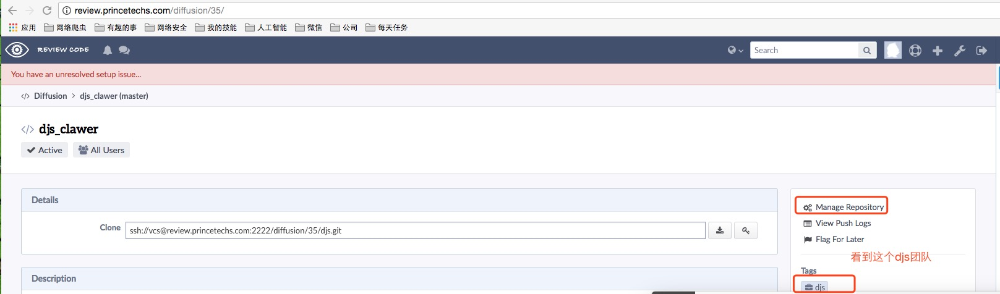 review.princetechs.com/diffusion/35/
应用 网络爬虫 有趣的事 网络安全 我的技能 人工智能 微信 公司 每天任务
REVIEW CODE Search
You have an unresolved setup issue...
Diffusion > djs_clawer (master)
</> djs_clawer
Active All Users
Details
Manage Repository
Clone ssh://vcs@review.princetechs.com:2222/diffusion/35/djs.git
View Push Logs
Flag For Later
看到这个djs团队
Tags
Description
djs